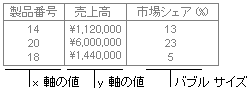 製品番号 売上高 市場シェア (%)
14 ¥1,120,000 13
20 ¥6,000,000 23
18 ¥1,440,000 5
x 軸の値 y 軸の値 バブル サイズ